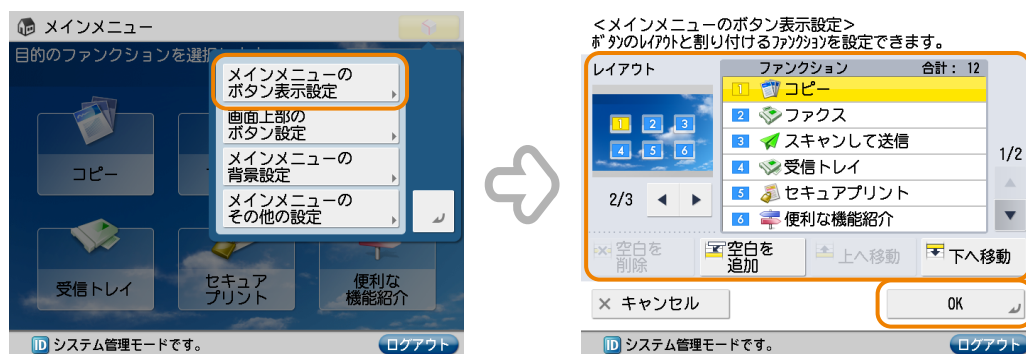 メインメニュー
目的のファンクションを選
メインメニューの
ボタン表示設定
画面上部の
ボタン設定
メインメニューの
背景設定
メインメニューの
その他の設定
コピー
受信トレイ
セキュア
プリント
便利な
機能紹介
ID システム管理モードです。
ログアウト
<メインメニューのボタン表示設定>
ボタンのレイアウトと割り付けるファンクションを設定できます。
レイアウト
ファンクション 合計: 12
1 コピー
2 ファクス
3 スキャンして送信
4 受信トレイ
5 セキュアプリント
6 便利な機能紹介
1 2 3
4 5 6
2/3
1/2
空白を
削除
空白を
追加
上へ移動
下へ移動
× キャンセル
OK
ID システム管理モードです。
ログアウト